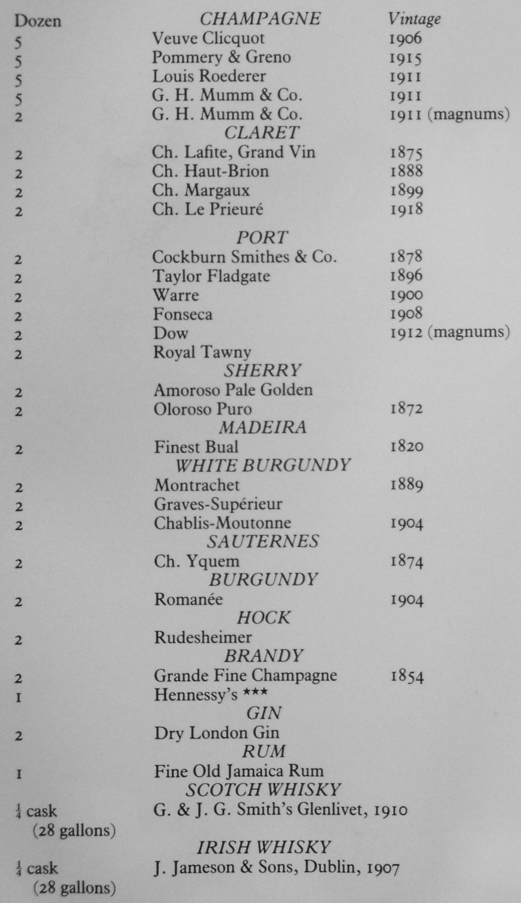 Dozen CHAMPAGNE Vintage
5 Veuve Clicquot 1906
5 Pommery & Greno 1915
5 Louis Roederer 1911
5 G. H. Mumm & Co. 1911
2 G. H. Mumm & Co. 1911 (magnums)
CLARET
2 Ch. Lafite, Grand Vin 1875
2 Ch. Haut-Brion 1888
2 Ch. Margaux 1899
2 Ch. Le Prieuré 1918
PORT
2 Cockburn Smithes & Co. 1878
2 Taylor Fladgate 1896
2 Warre 1900
2 Fonseca 1908
2 Dow 1912 (magnums)
2 Royal Tawny
SHERRY
2 Amoroso Pale Golden
2 Oloroso Puro 1872
MADEIRA
2 Finest Bual 1820
WHITE BURGUNDY
2 Montrachet 1889
2 Graves-Supérieur
2 Chablis-Moutonne 1904
SAUTERNES
2 Ch. Yquem 1874
BURGUNDY
2 Romanée 1904
HOCK
2 Rudesheimer
BRANDY
2 Grande Fine Champagne 1854
1 Hennessy's ★★★
GIN
2 Dry London Gin
RUM
1 Fine Old Jamaica Rum
SCOTCH WHISKY
¼ cask G. & J. G. Smith's Glenlivet, 1910
(28 gallons)
IRISH WHISKY
¼ cask J. Jameson & Sons, Dublin, 1907
(28 gallons)